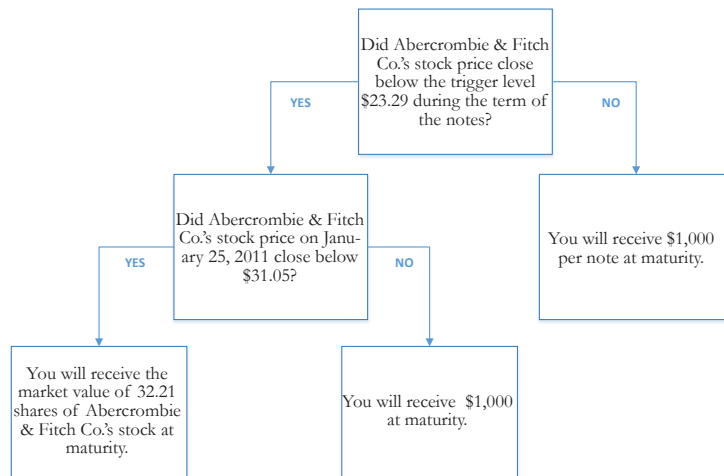 Did Abercrombie & Fitch
Co.'s stock price close
below the trigger level
$23.29 during the term of
the notes?
YES
NO
Did Abercrombie & Fitch
Co.'s stock price on Janu-
ary 25, 2011 close below
$31.05?
You will receive $1,000
per note at maturity.
YES
NO
You will receive the
market value of 32.21
shares of Abercrombie
& Fitch Co.'s stock at
maturity.
You will receive $1,000
at maturity.